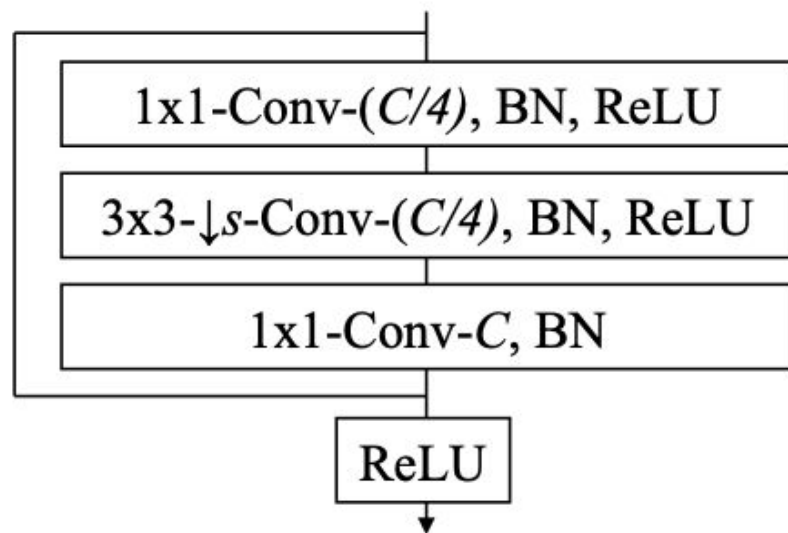 1x1-Conv-(C/4), BN, ReLU
3x3-↓s-Conv-(C/4), BN, ReLU
1x1-Conv-C, BN
ReLU